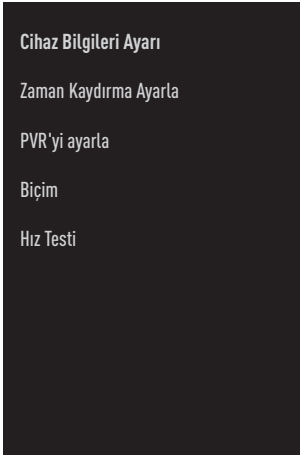 Cihaz Bilgileri Ayarı
Zaman Kaydırma Ayarla
PVR'yi ayarla
Biçim
Hız Testi